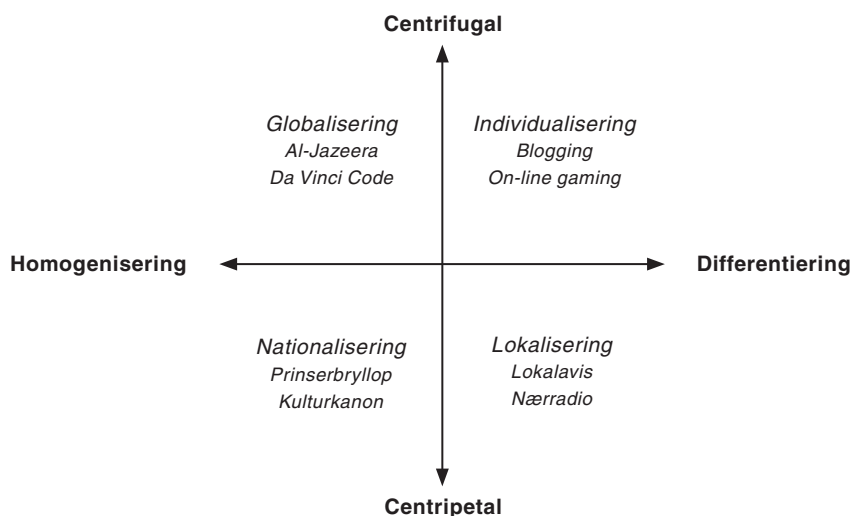 Centrifugal
Globalisering
Al-Jazeera
Da Vinci Code
Individualisering
Blogging
On-line gaming
Homogenisering
Differentiering
Nationalisering
Prinserbryllop
Kulturkanon
Lokalisering
Lokalavis
Nærradio
Centripetal